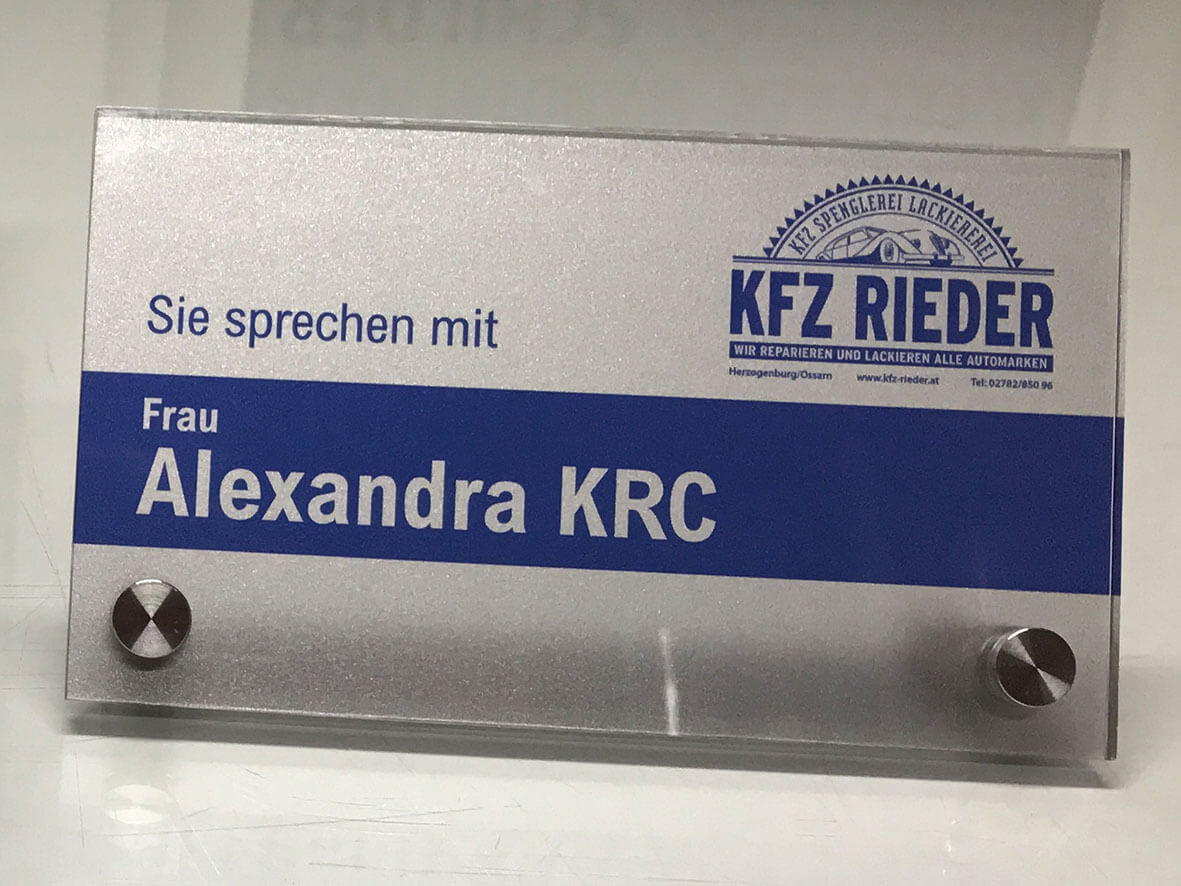 KFZ SPENGLEREI LACKIEREREI
KFZ RIEDER
WIR REPARIEREN UND LACKIEREN ALLE AUTOMARKEN
Herzogenburg/Ossarn www.kfz-rieder.at Tel: 02782/850 96
Sie sprechen mit
Frau
Alexandra KRC